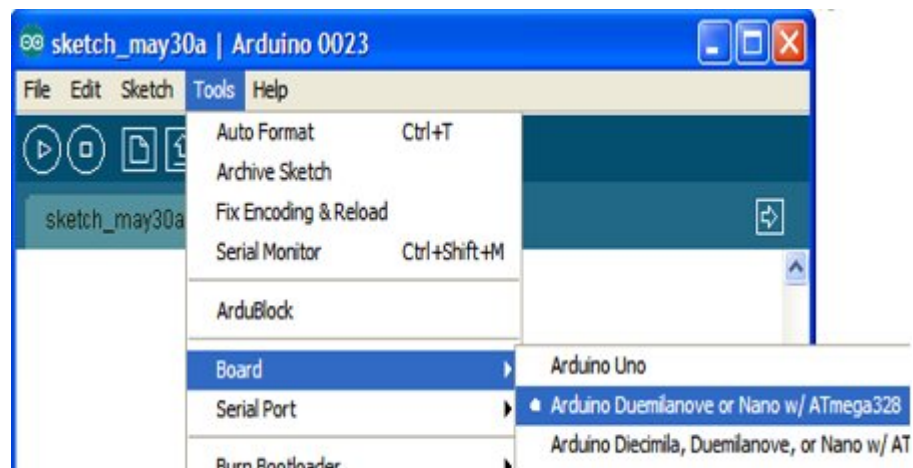 sketch_may30a | Arduino 0023
File Edit Sketch Tools Help
Auto Format Ctrl+T
Archive Sketch
sketch_may30a
Fix Encoding & Reload
Serial Monitor Ctrl+Shift+M
ArduBlock
Board
Arduino Uno
Serial Port
Arduino Duemilanove or Nano w/ ATmega328
Burn Bootloader
Arduino Diecimila, Duemilanove, or Nano w/ AT